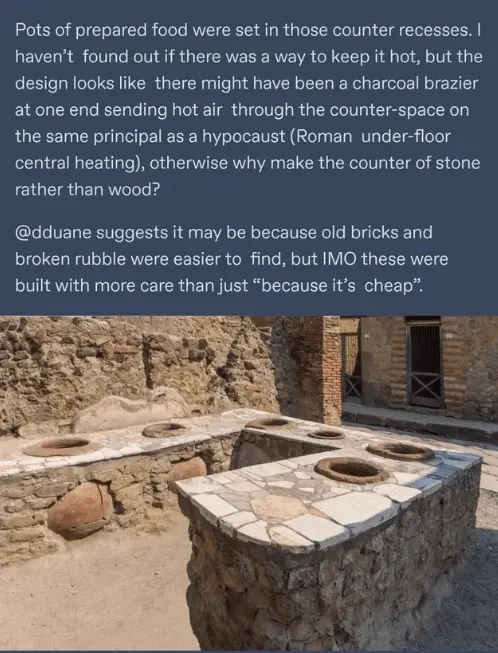 Pots of prepared food were set in those counter recesses. I
haven’t found out if there was a way to keep it hot, but the
design looks like there might have been a charcoal brazier
at one end sending hot air through the counter-space on
the same principal as a hypocaust (Roman under-floor
central heating), otherwise why make the counter of stone
rather than wood?
@dduane suggests it may be because old bricks and
broken rubble were easier to find, but IMO these were
built with more care than just “because it’s cheap”.